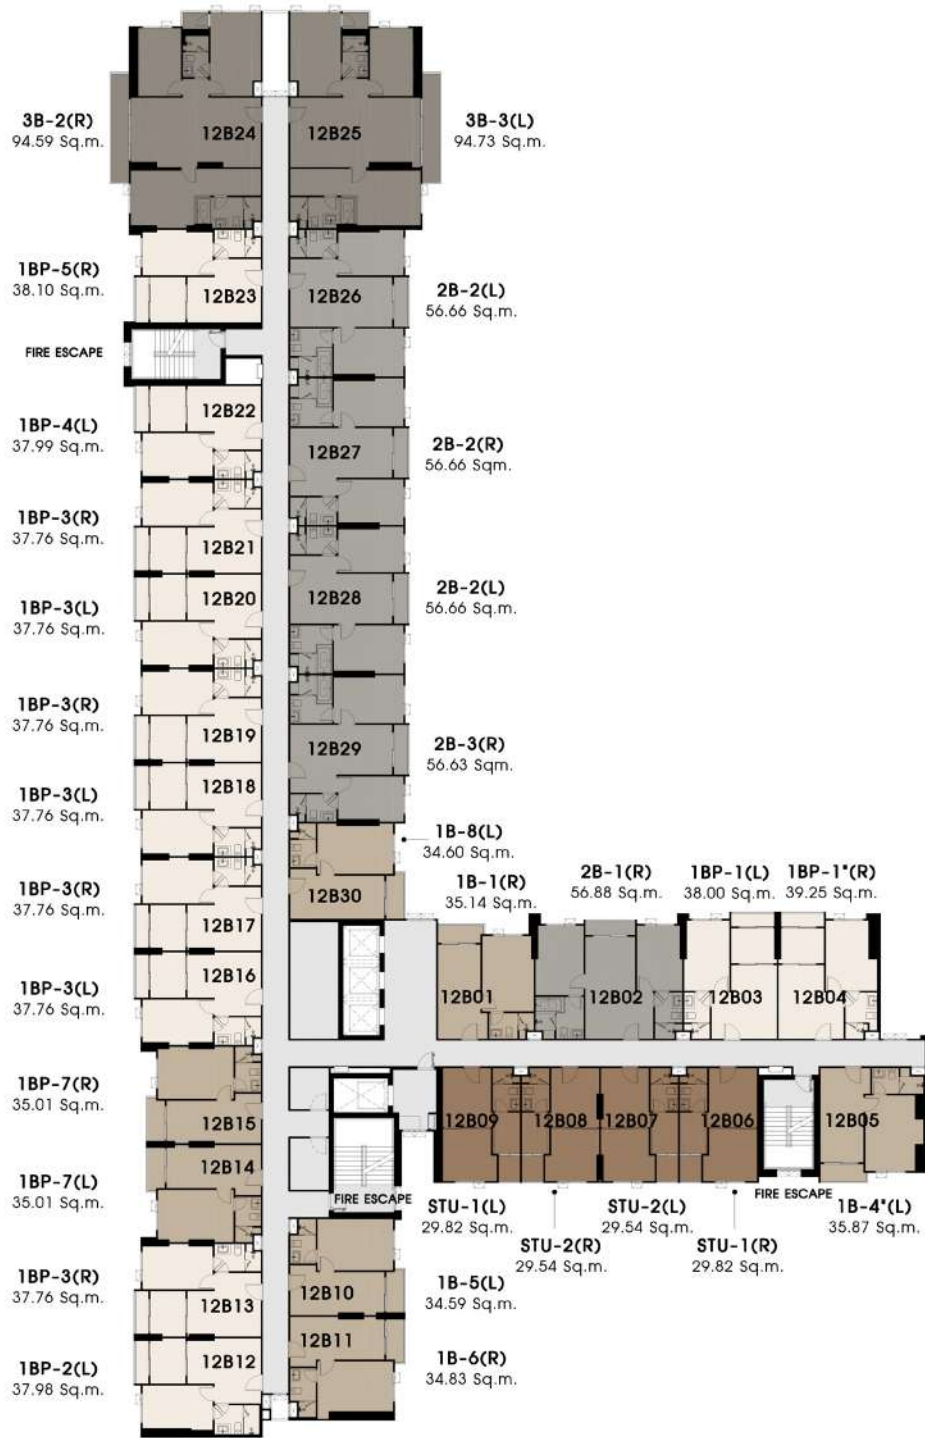 3B-2(R)
94.59 Sq.m.
12B24
12B25
3B-3(L)
94.73 Sq.m.
1BP-5(R)
38.10 Sq.m.
12B23
12B26
2B-2(L)
56.66 Sq.m.
FIRE ESCAPE
1BP-4(L)
37.99 Sq.m.
12B22
12B27
2B-2(R)
56.66 Sqm.
1BP-3(R)
37.76 Sq.m.
12B21
1BP-3(L)
37.76 Sq.m.
12B20
12B28
2B-2(L)
56.66 Sq.m.
1BP-3(R)
37.76 Sq.m.
12B19
12B29
2B-3(R)
56.63 Sqm.
1BP-3(L)
37.76 Sq.m.
12B18
1B-8(L)
34.60 Sq.m.
1BP-3(R)
37.76 Sq.m.
12B17
12B30
1B-1(R)
35.14 Sq.m.
2B-1(R)
56.88 Sq.m.
1BP-1(L)
38.00 Sq.m.
1BP-1"(R)
39.25 Sq.m.
1BP-3(L)
37.76 Sq.m.
12B16
12B01
12B02
12B03
12B04
1BP-7(R)
35.01 Sq.m.
12B15
12B09
12B08
12B07
12B06
12B05
1BP-7(L)
35.01 Sq.m.
12B14
FIRE ESCAPE
FIRE ESCAPE
STU-1(L)
29.82 Sq.m.
STU-2(R)
29.54 Sq.m.
STU-2(L)
29.54 Sq.m.
STU-1(R)
29.82 Sq.m.
1B-4"(L)
35.87 Sq.m.
1BP-3(R)
37.76 Sq.m.
12B13
12B10
1B-5(L)
34.59 Sq.m.
1BP-2(L)
37.98 Sq.m.
12B12
12B11
1B-6(R)
34.83 Sq.m.